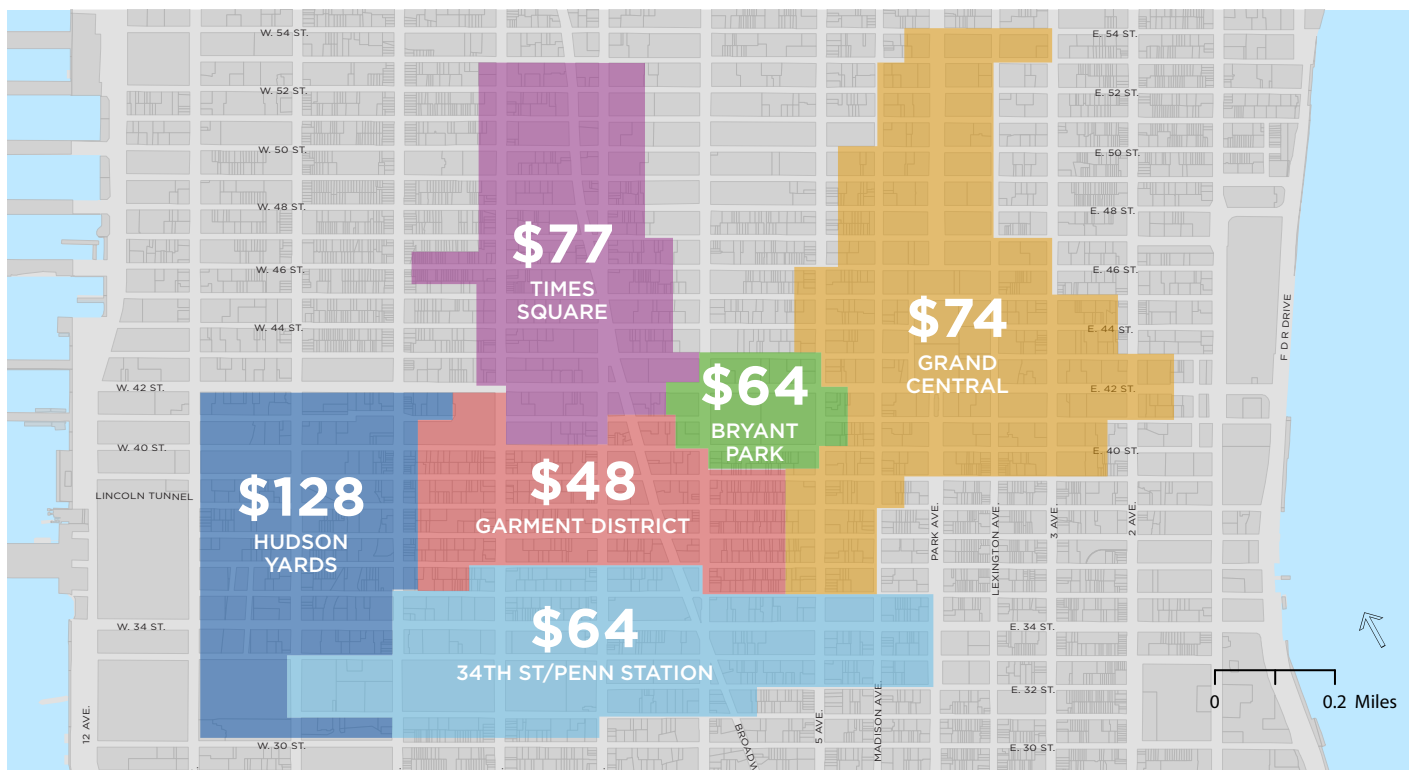 W. 54 ST.
E. 54 ST.
W. 52 ST.
E. 52 ST.
W. 50 ST.
E. 50 ST.
W. 48 ST.
E. 48 ST.
$77
TIMES
SQUARE
W. 46 ST.
E. 46 ST.
$74
GRAND
CENTRAL
W. 44 ST.
E. 44 ST.
F D R DRIVE
$64
BRYANT
PARK
W. 42 ST.
E. 42 ST.
W. 40 ST.
E. 40 ST.
LINCOLN TUNNEL
$128
HUDSON
YARDS
$48
GARMENT DISTRICT
PARK AVE.
LEXINGTON AVE.
3 AVE.
2 AVE.
W. 34 ST.
E. 34 ST.
$64
34TH ST/PENN STATION
E. 32 ST.
12 AVE.
5 AVE.
MADISON AVE.
W. 30 ST.
BROADW
E. 30 ST.
0
0.2 Miles